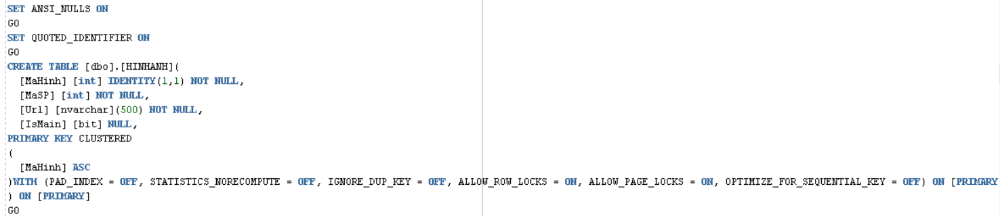 SET ANSI_NULLS ON
GO
SET QUOTED_IDENTIFIER ON
GO
CREATE TABLE [dbo].[HINHANH](
[MaHinh] [int] IDENTITY(1,1) NOT NULL,
[MaSP] [int] NOT NULL,
[Url] [nvarchar](500) NOT NULL,
[IsMain] [bit] NULL,
PRIMARY KEY CLUSTERED
(
[MaHinh] ASC
)WITH (PAD_INDEX = OFF, STATISTICS_NORECOMPUTE = OFF, IGNORE_DUP_KEY = OFF, ALLOW_ROW_LOCKS = ON, ALLOW_PAGE_LOCKS = ON, OPTIMIZE_FOR_SEQUENTIAL_KEY = OFF) ON [PRIMARY
) ON [PRIMARY]
GO